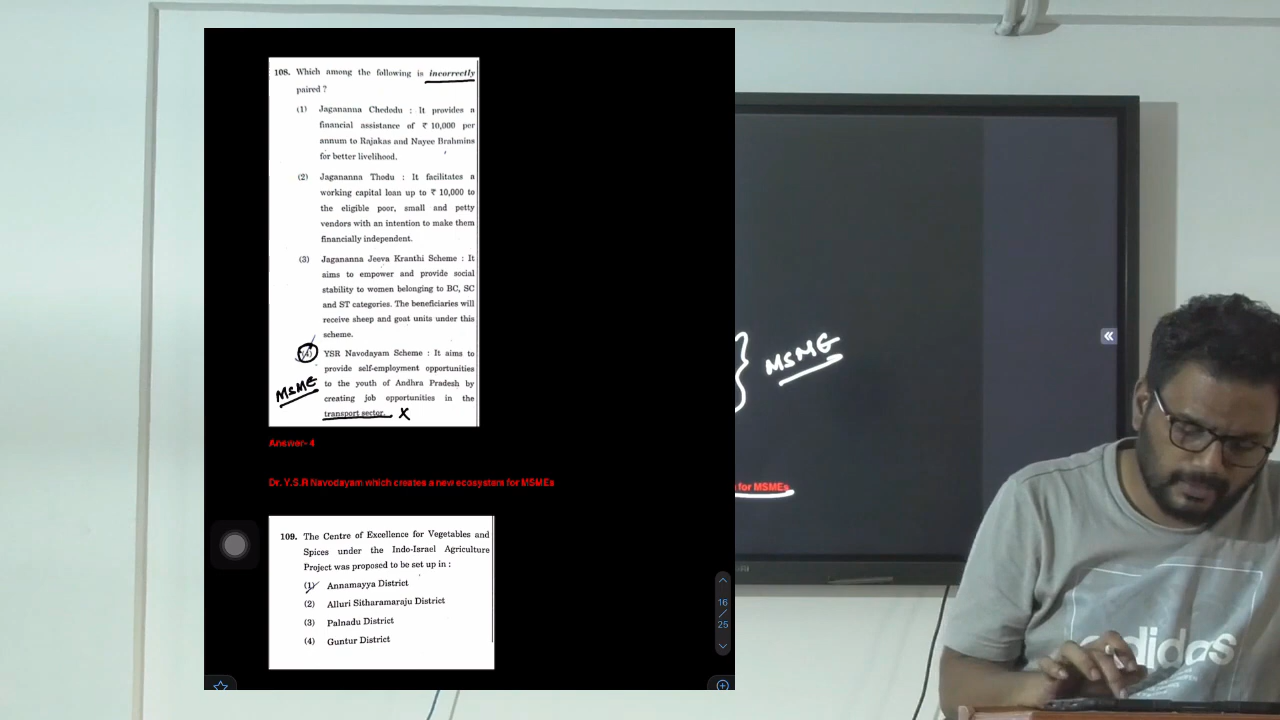 108. Which among the following is incorrectly
paired ?
(1) Jagananna Chedodu : It provides a
financial assistance of ₹ 10,000 per
annum to Rajakas and Nayee Brahmins
for better livelihood.
(2) Jagananna Thodu : It facilitates a
working capital loan up to ₹ 10,000 to
the eligible poor, small and petty
vendors with an intention to make them
financially independent.
(3) Jagananna Jeeva Kranthi Scheme : It
aims to empower and provide social
stability to women belonging to BC, SC
and ST categories. The beneficiaries will
receive sheep and goat units under this
scheme.
(4) YSR Navodayam Scheme : It aims to
provide self-employment opportunities
to the youth of Andhra Pradesh by
creating job opportunities in the
transport sector. X
MSME
Answer- 4
Dr. Y.S.R Navodayam which creates a new ecosystem for MSMEs
109. The Centre of Excellence for Vegetables and
Spices under the Indo-Israel Agriculture
Project was proposed to be set up in :
(1) Annamayya District
(2) Alluri Sitharamaraju District
(3) Palnadu District
(4) Guntur District
16
/
25
} MSME
«
for MSMEs
adidas